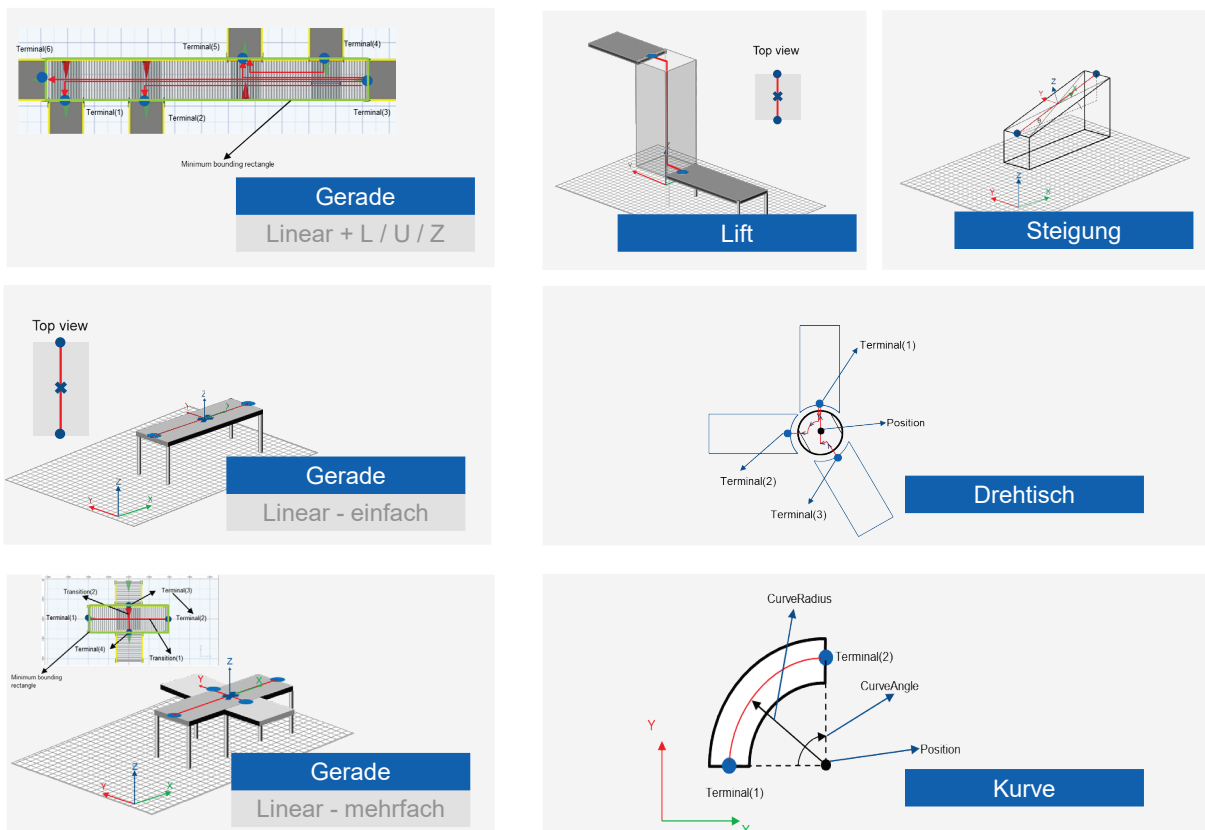 Terminal(6)
Terminal(5)
Terminal(4)
Terminal(1)
Terminal(2)
Terminal(3)
Minimum bounding rectangle
Gerade
Linear + L / U / Z
Top view
Y
Lift
Z
Y
X
Z
Y
X
Steigung
Top view
Z
Y
Z
Y
X
Gerade
Linear - einfach
Terminal(1)
Position
Terminal(2)
Terminal(3)
Drehtisch
Transition(2)
Terminal(3)
Terminal(1)
Terminal(2)
Terminal(4)
Transition(1)
Minimum bounding
rectangle
Z
Y
X
Z
Y
X
Gerade
Linear - mehrfach
CurveRadius
Terminal(2)
CurveAngle
Y
Position
Terminal(1)
X
Kurve